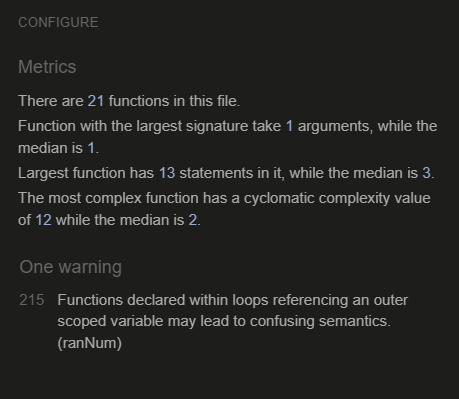 CONFIGURE
Metrics
There are 21 functions in this file.
Function with the largest signature take 1 arguments, while the
median is 1.
Largest function has 13 statements in it, while the median is 3.
The most complex function has a cyclomatic complexity value
of 12 while the median is 2.
One warning
215 Functions declared within loops referencing an outer
scoped variable may lead to confusing semantics.
(ranNum)